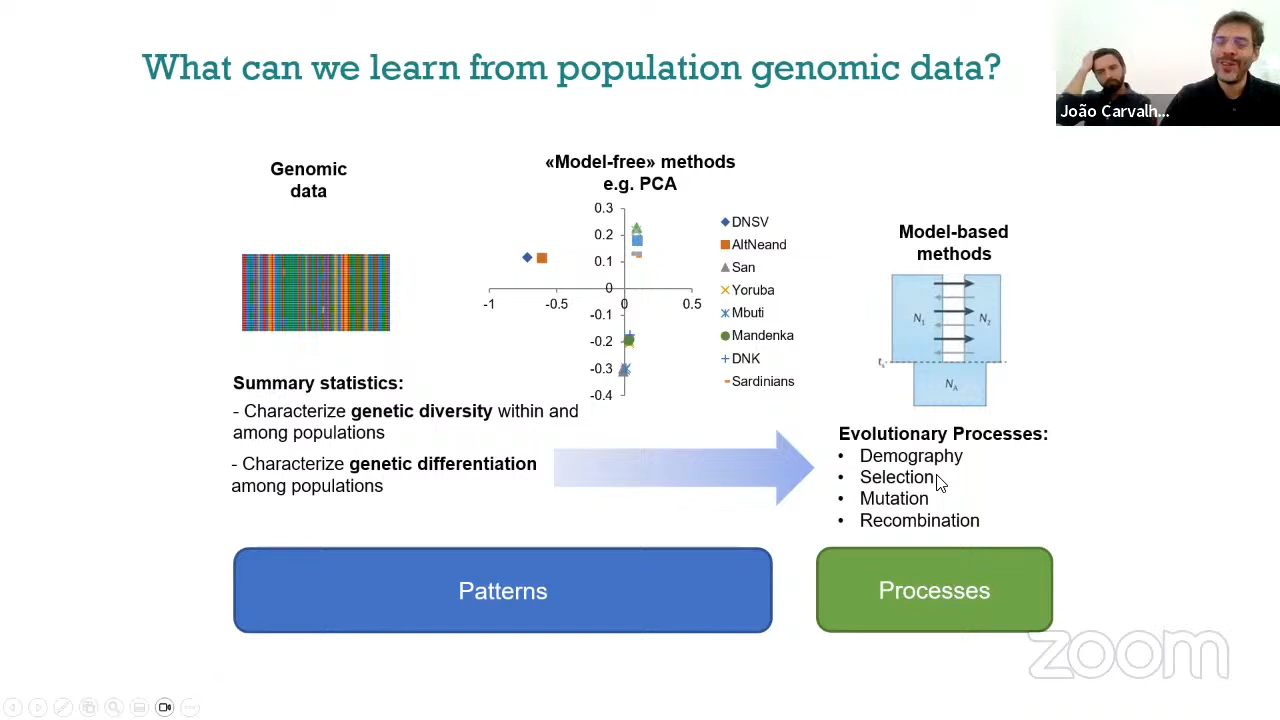 What can we learn from population genomic data?
João Carvalh...
Genomic
data
«Model-free» methods
e.g. PCA
0.3
0.2
0.1
0
-0.1
-0.2
-0.3
-0.4
-1
-0.5
0
0.5
DNSV
AltNeand
San
Yoruba
Mbuti
Mandenka
DNK
Sardinians
Model-based
methods
N1
N2
ts
NA
Summary statistics:
- Characterize genetic diversity within and
among populations
- Characterize genetic differentiation
among populations
Evolutionary Processes:
• Demography
• Selection
• Mutation
• Recombination
Patterns
Processes
zoom